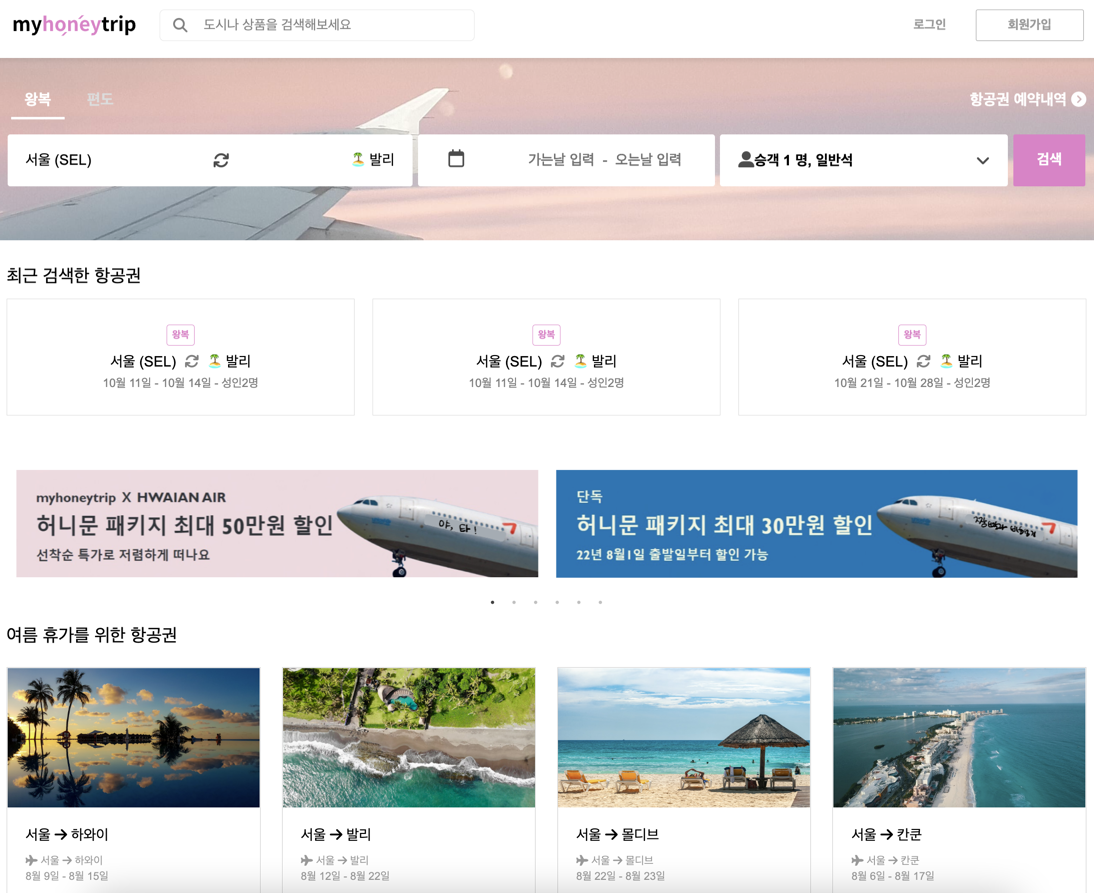 myhoneytrip
도시나 상품을 검색해보세요
로그인
회원가입
왕복
편도
항공권 예약내역
서울 (SEL)
발리
가는날 입력 - 오는날 입력
승객 1 명, 일반석
검색
최근 검색한 항공권
왕복
서울 (SEL) 발리
10월 11일 - 10월 14일 - 성인2명
왕복
서울 (SEL) 발리
10월 11일 - 10월 14일 - 성인2명
왕복
서울 (SEL) 발리
10월 21일 - 10월 28일 - 성인2명
myhoneytrip X HWAIAN AIR
허니문 패키지 최대 50만원 할인
선착순 특가로 저렴하게 떠나요
야, 타!
단독
허니문 패키지 최대 30만원 할인
22년 8월1일 출발일부터 할인 가능
여름 휴가를 위한 항공권
서울 → 하와이
서울 → 하와이
8월 9일 - 8월 15일
서울 → 발리
서울 → 발리
8월 12일 - 8월 22일
서울 → 몰디브
서울 → 몰디브
8월 22일 - 8월 23일
서울 → 칸쿤
서울 → 칸쿤
8월 6일 - 8월 17일